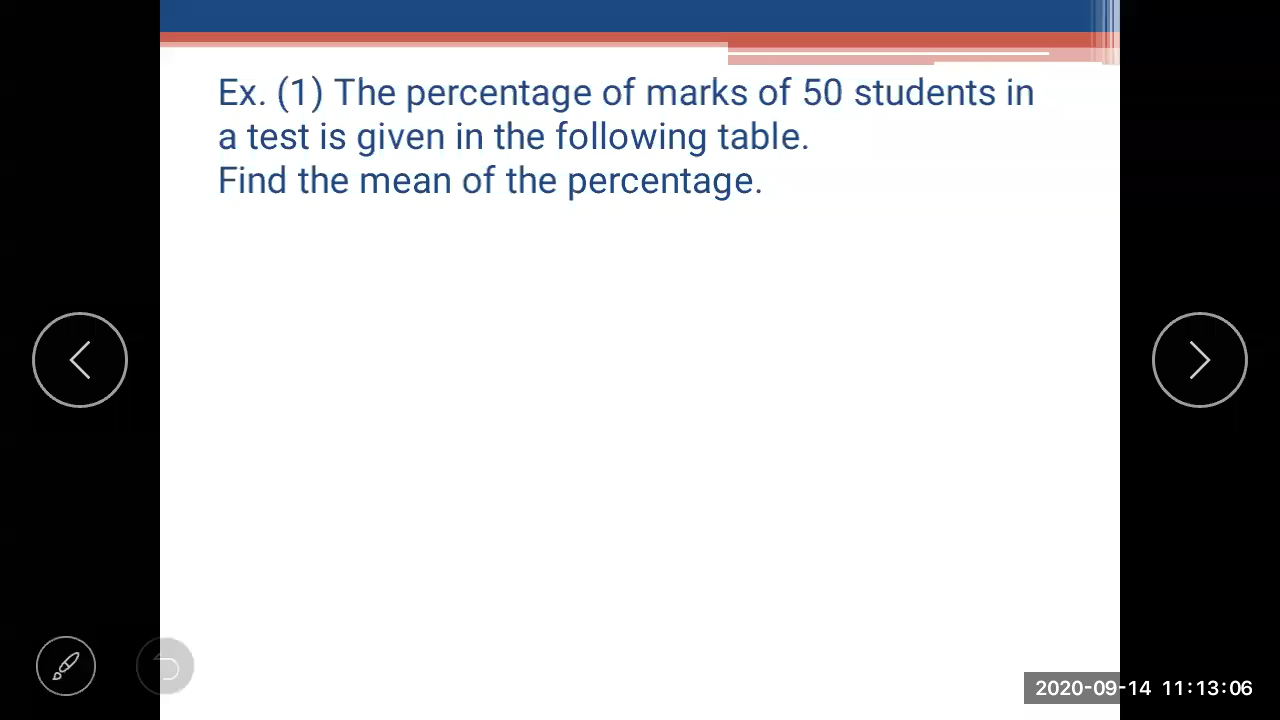 Ex. (1) The percentage of marks of 50 students in
a test is given in the following table.
Find the mean of the percentage.
2020-09-14 11:13:06